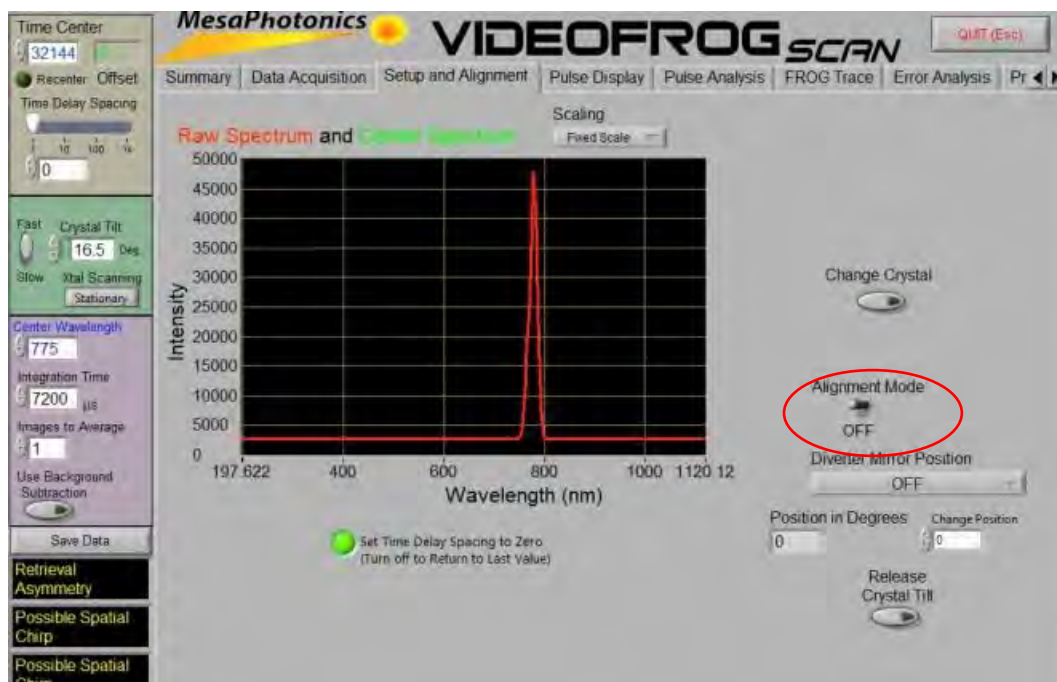 Time Center
32144
Recenter Offset
Time Delay Spacing
1 10 100 1k
0
Fast
Crystal Tilt
16.5 Deg
Slow
Xtal Scanning
Stationary
Center Wavelength
775
Integration Time
7200 µs
Images to Average
1
Use Background
Subtraction
Save Data
Retrieval
Asymmetry
Possible Spatial
Chirp
Possible Spatial
Chirp
MesaPhotonics
VIDEOFROG SCAN
QUIT (Esc)
Summary
Data Acquisition
Setup and Alignment
Pulse Display
Pulse Analysis
FROG Trace
Error Analysis
Pr
Scaling
Fixed Scale
Raw Spectrum and
50000
45000
40000
35000
30000
25000
20000
15000
10000
5000
0
Intensity
197.622 400 600 800 1000 1120.12
Wavelength (nm)
Set Time Delay Spacing to Zero
(Turn off to Return to Last Value)
Change Crystal
Alignment Mode
OFF
Diverter Mirror Position
OFF
Position in Degrees
Change Position
0
0
Release
Crystal Tilt